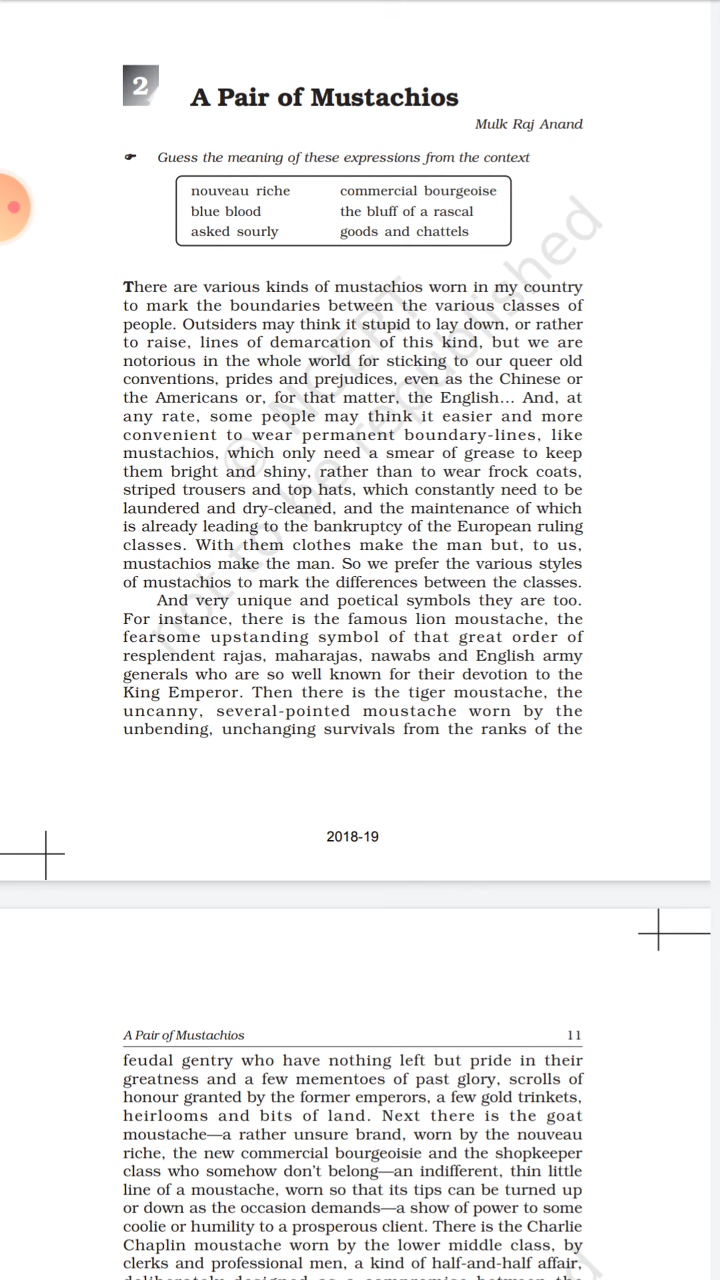 2
A Pair of Mustachios
Mulk Raj Anand
☛ Guess the meaning of these expressions from the context
nouveau riche commercial bourgeoise
blue blood the bluff of a rascal
asked sourly goods and chattels
There are various kinds of mustachios worn in my country
to mark the boundaries between the various classes of
people. Outsiders may think it stupid to lay down, or rather
to raise, lines of demarcation of this kind, but we are
notorious in the whole world for sticking to our queer old
conventions, prides and prejudices, even as the Chinese or
the Americans or, for that matter, the English... And, at
any rate, some people may think it easier and more
convenient to wear permanent boundary-lines, like
mustachios, which only need a smear of grease to keep
them bright and shiny, rather than to wear frock coats,
striped trousers and top hats, which constantly need to be
laundered and dry-cleaned, and the maintenance of which
is already leading to the bankruptcy of the European ruling
classes. With them clothes make the man but, to us,
mustachios make the man. So we prefer the various styles
of mustachios to mark the differences between the classes.
And very unique and poetical symbols they are too.
For instance, there is the famous lion moustache, the
fearsome upstanding symbol of that great order of
resplendent rajas, maharajas, nawabs and English army
generals who are so well known for their devotion to the
King Emperor. Then there is the tiger moustache, the
uncanny, several-pointed moustache worn by the
unbending, unchanging survivals from the ranks of the
© NCERT
not to be republished
2018-19
A Pair of Mustachios 11
feudal gentry who have nothing left but pride in their
greatness and a few mementoes of past glory, scrolls of
honour granted by the former emperors, a few gold trinkets,
heirlooms and bits of land. Next there is the goat
moustache—a rather unsure brand, worn by the nouveau
riche, the new commercial bourgeoisie and the shopkeeper
class who somehow don't belong—an indifferent, thin little
line of a moustache, worn so that its tips can be turned up
or down as the occasion demands—a show of power to some
coolie or humility to a prosperous client. There is the Charlie
Chaplin moustache worn by the lower middle class, by
clerks and professional men, a kind of half-and-half affair,
deliberately designed as a compromise between the